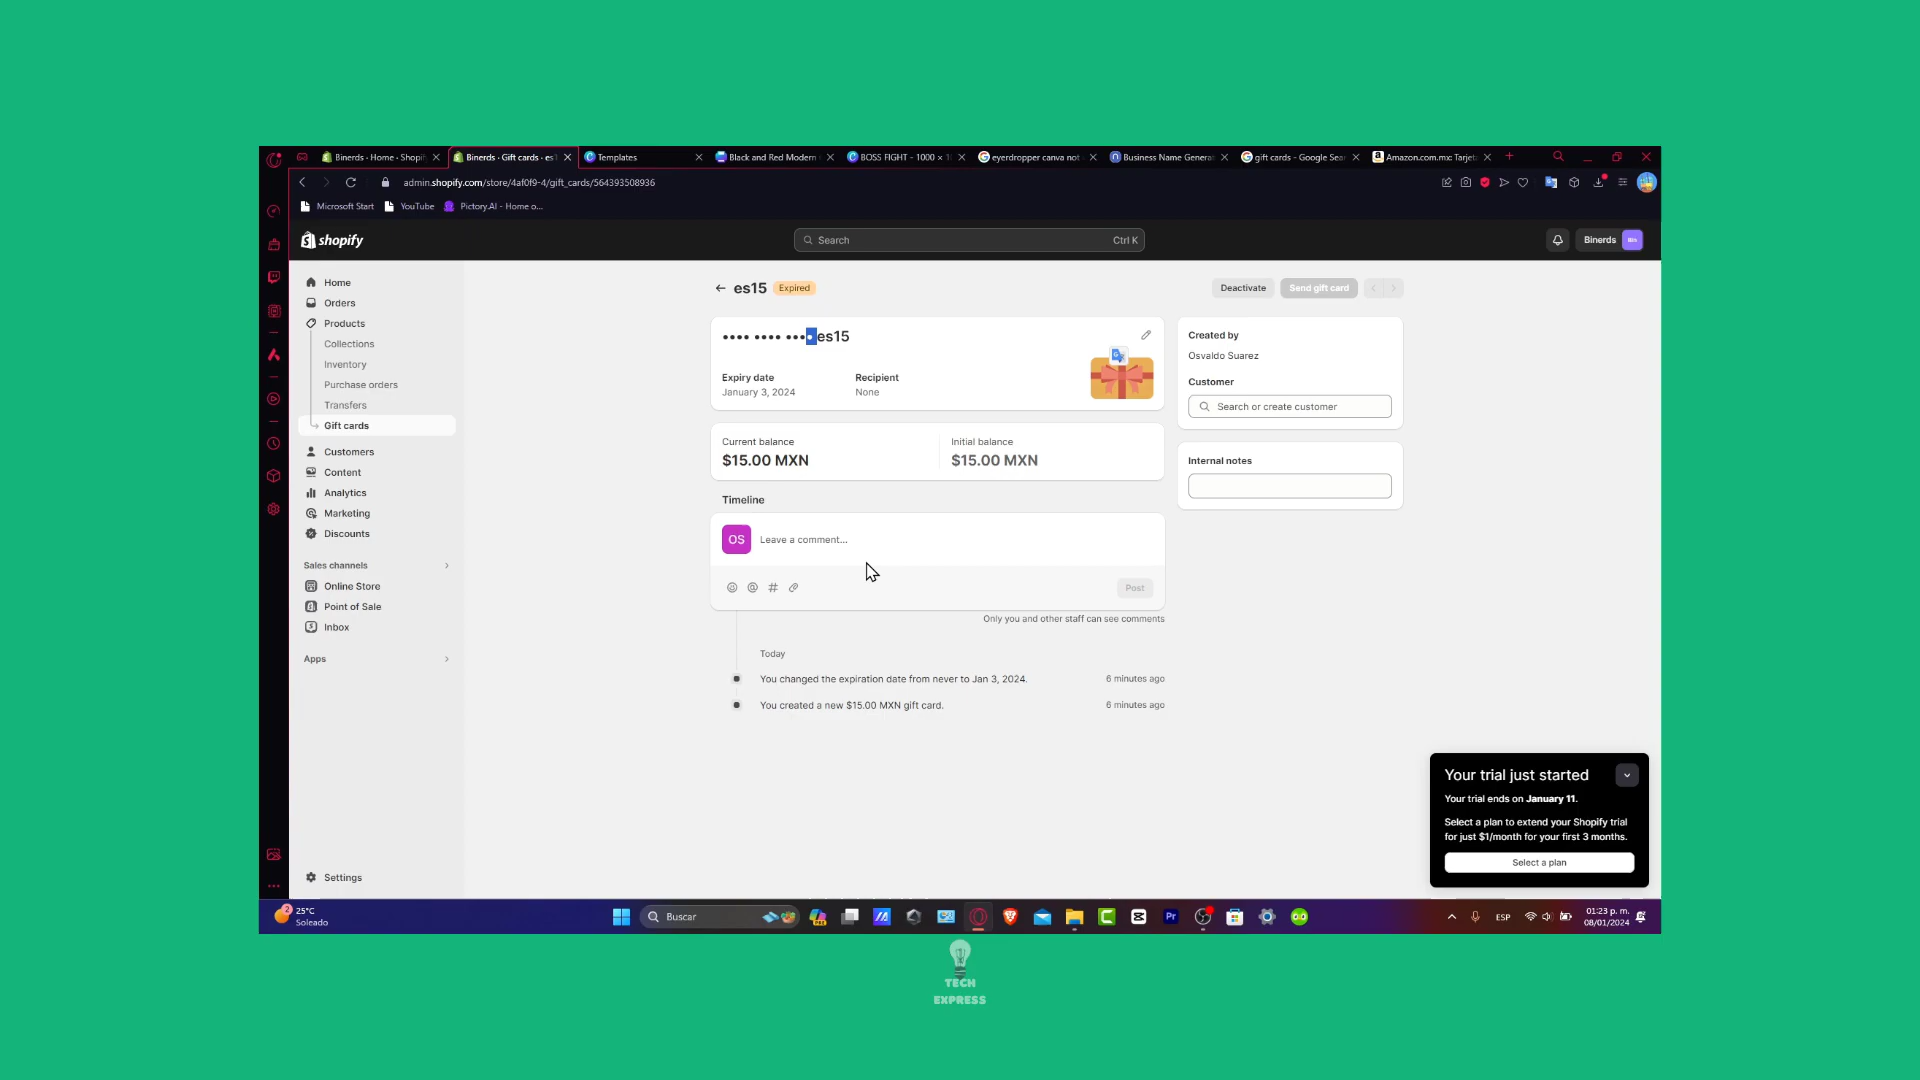 Binerds · Home · Shopif
Binerds · Gift cards · es1
Templates
Black and Red Modern
BOSS FIGHT - 1000 ×
eyerdropper canva not
Business Name Genera
gift cards - Google Sea
Amazon.com.mx: Tarjet
admin.shopify.com/store/4af0f9-4/gift_cards/564393508936
Microsoft Start
YouTube
Pictory.AI - Home o...
shopify
Search
Ctrl K
Binerds
Home
Orders
Products
Collections
Inventory
Purchase orders
Transfers
Gift cards
Customers
Content
Analytics
Marketing
Discounts
Sales channels
Online Store
Point of Sale
Inbox
Apps
Settings
es15 Expired
Deactivate
Send gift card
•••• •••• •••• es15
Expiry date
January 3, 2024
Recipient
None
Current balance
$15.00 MXN
Initial balance
$15.00 MXN
Timeline
OS
Leave a comment...
Post
Only you and other staff can see comments
Today
You changed the expiration date from never to Jan 3, 2024.
6 minutes ago
You created a new $15.00 MXN gift card.
6 minutes ago
Created by
Osvaldo Suarez
Customer
Search or create customer
Internal notes
Your trial just started
Your trial ends on January 11.
Select a plan to extend your Shopify trial
for just $1/month for your first 3 months.
Select a plan
2
25°C
Soleado
Buscar
Pr
ESP
01:23 p. m.
08/01/2024
TECH
EXPRESS